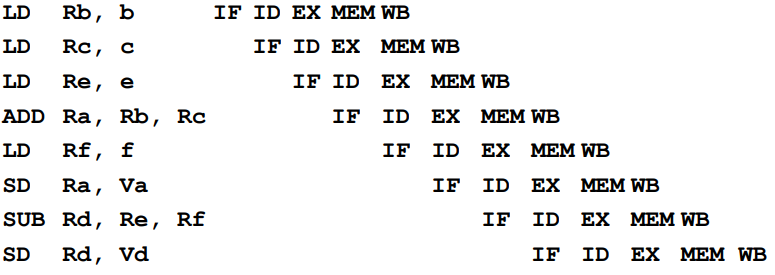 LD Rb, b IF ID EX MEM WB
LD Rc, c IF ID EX MEM WB
LD Re, e IF ID EX MEM WB
ADD Ra, Rb, Rc IF ID EX MEM WB
LD Rf, f IF ID EX MEM WB
SD Ra, Va IF ID EX MEM WB
SUB Rd, Re, Rf IF ID EX MEM WB
SD Rd, Vd IF ID EX MEM WB